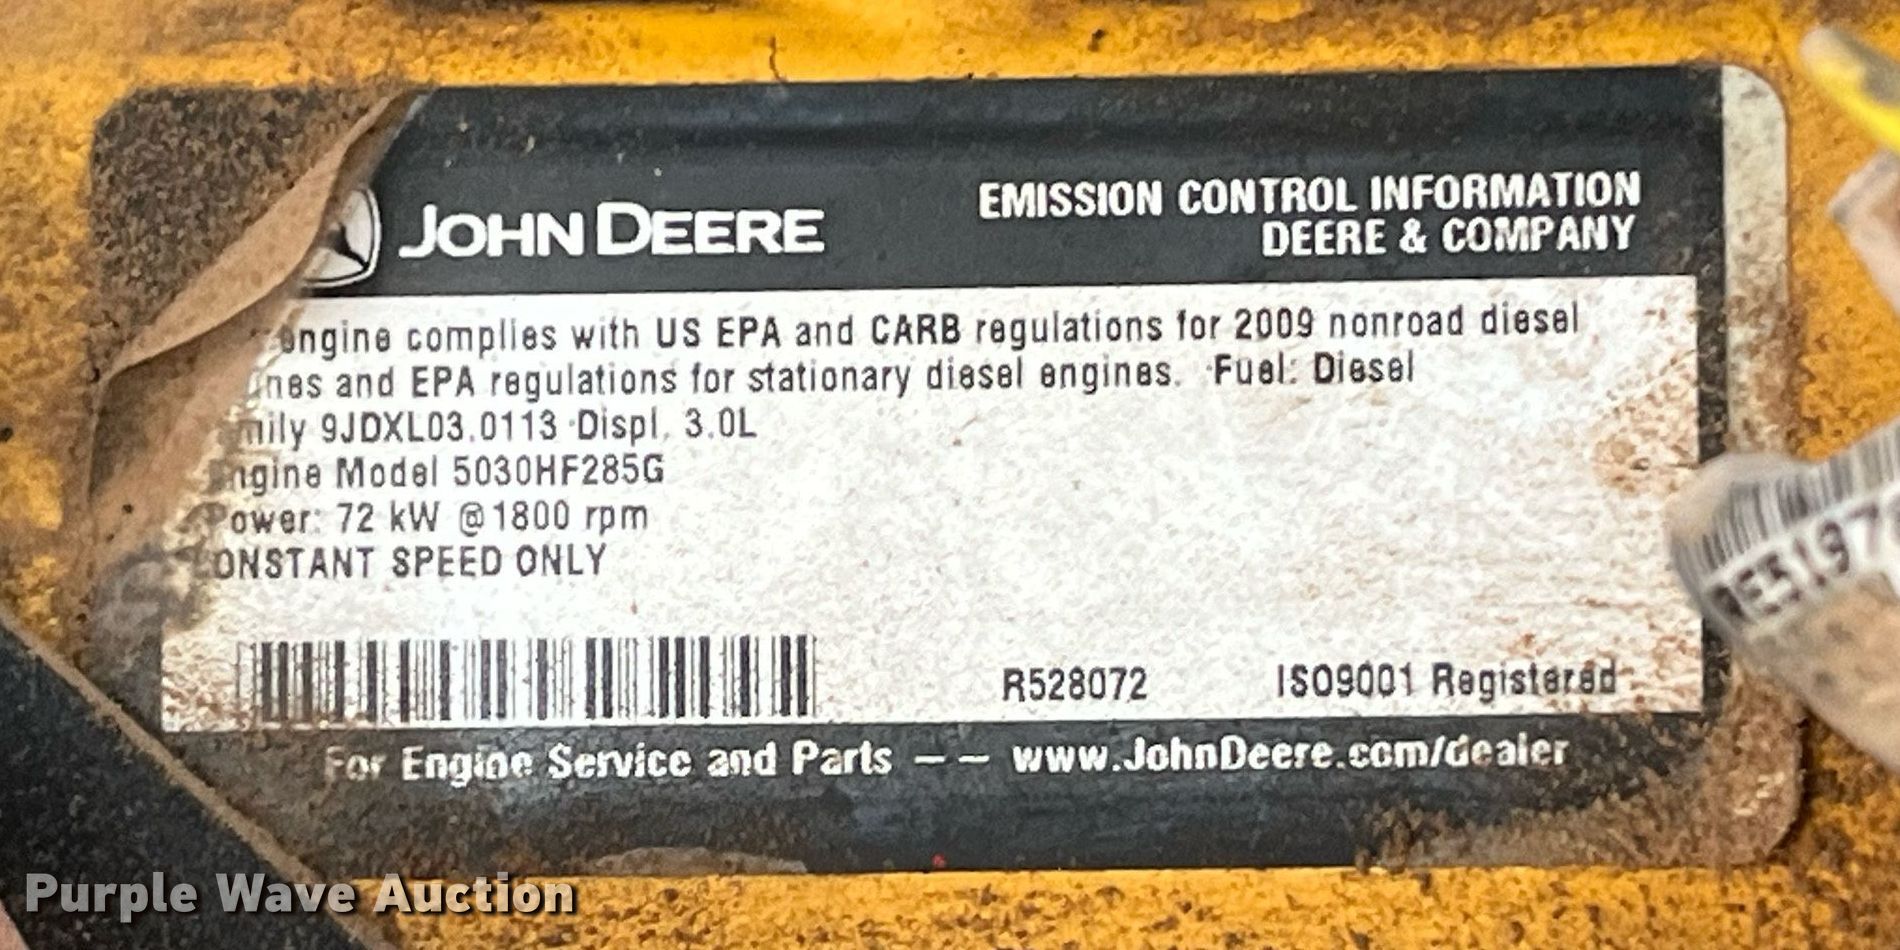 JOHN DEERE
EMISSION CONTROL INFORMATION
DEERE & COMPANY
engine complies with US EPA and CARB regulations for 2009 nonroad diesel
nes and EPA regulations for stationary diesel engines. Fuel: Diesel
mily 9JDXL03.0113 Displ. 3.0L
Engine Model 5030HF285G
Power: 72 kW @ 1800 rpm
CONSTANT SPEED ONLY
R528072 ISO9001 Registered
For Engine Service and Parts – – www.JohnDeere.com/dealer
RE5197
Purple Wave Auction